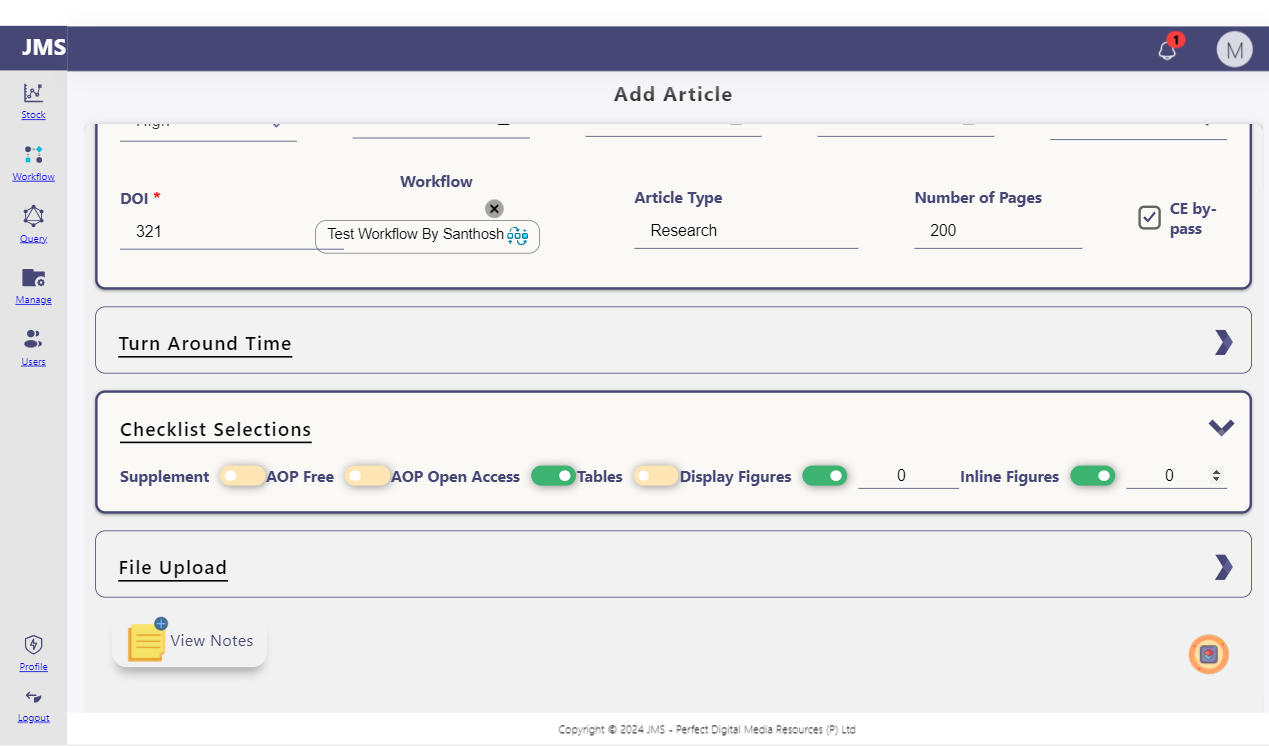 JMS
1
M
Stock
Workflow
Query
Manage
Users
Profile
Logout
Add Article
High
DOI *
321
Workflow
Test Workflow By Santhosh
Article Type
Research
Number of Pages
200
CE by-
pass
Turn Around Time
Checklist Selections
Supplement AOP Free AOP Open Access Tables Display Figures 0 Inline Figures 0
File Upload
View Notes
Copyright © 2024 JMS - Perfect Digital Media Resources (P) Ltd